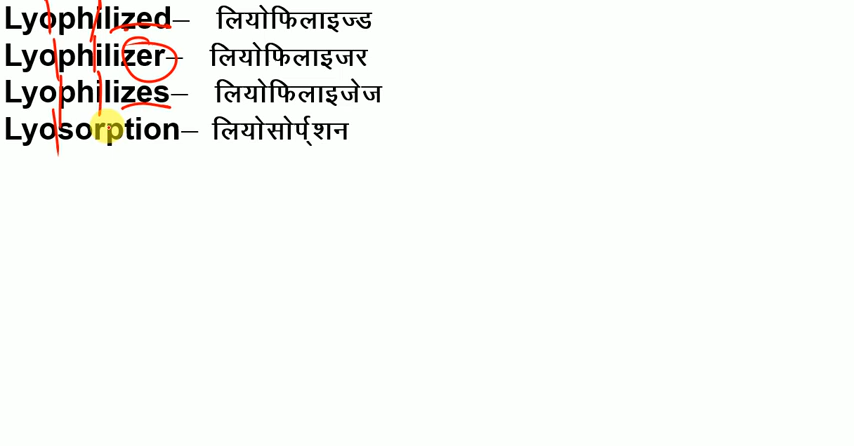 Lyophilized– लियोफिलाइज्ड
Lyophilizer– लियोफिलाइजर
Lyophilizes– लियोफिलाइजेज
Lyosorption– लियोसोर्प्शन